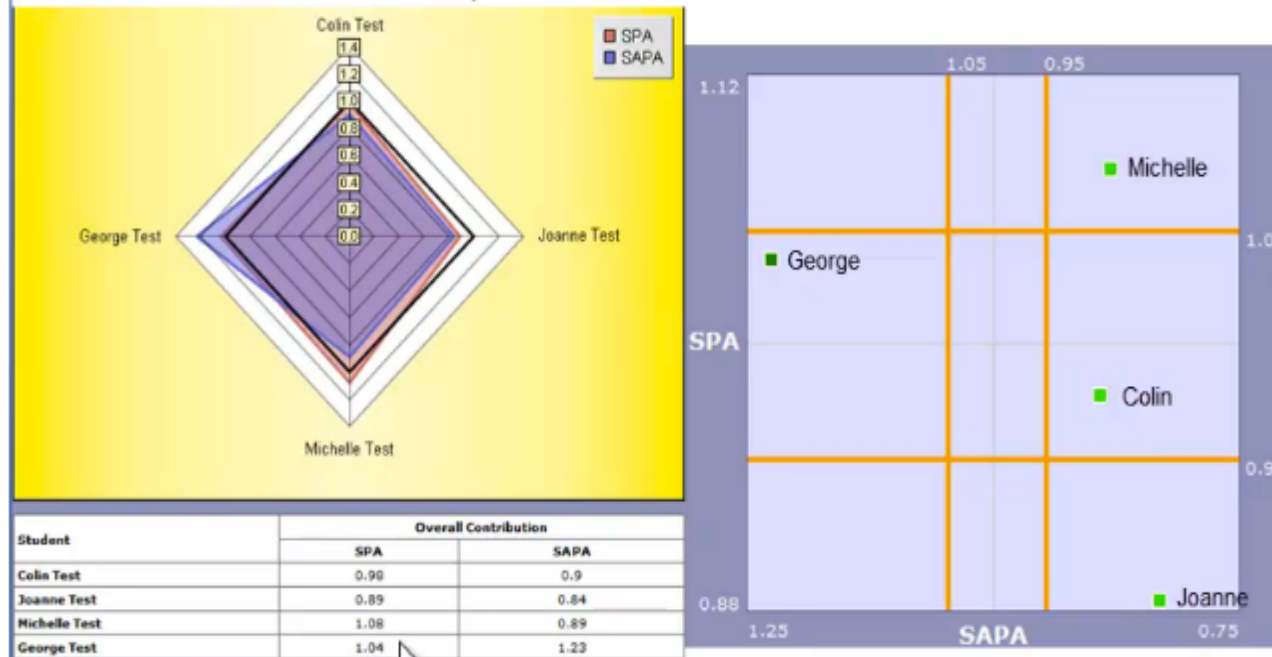 Colin Test
SPA
SAPA
1.4
1.2
1.0
0.8
0.6
0.4
0.2
0.0
George Test
Joanne Test
Michelle Test
Student
Overall Contribution
SPA SAPA
Colin Test 0.98 0.9
Joanne Test 0.89 0.84
Michelle Test 1.08 0.89
George Test 1.04 1.23
1.05 0.95
1.12
Michelle
George
SPA
Colin
0.88
Joanne
1.25 SAPA 0.75